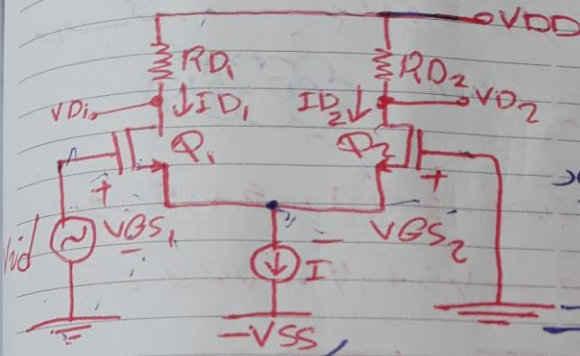 VDD
RD1
RD2
VD1
ID1
ID2
VD2
Q1
Q2
+
+
Vid
VGS1
-
-
VGS2
I
-VSS